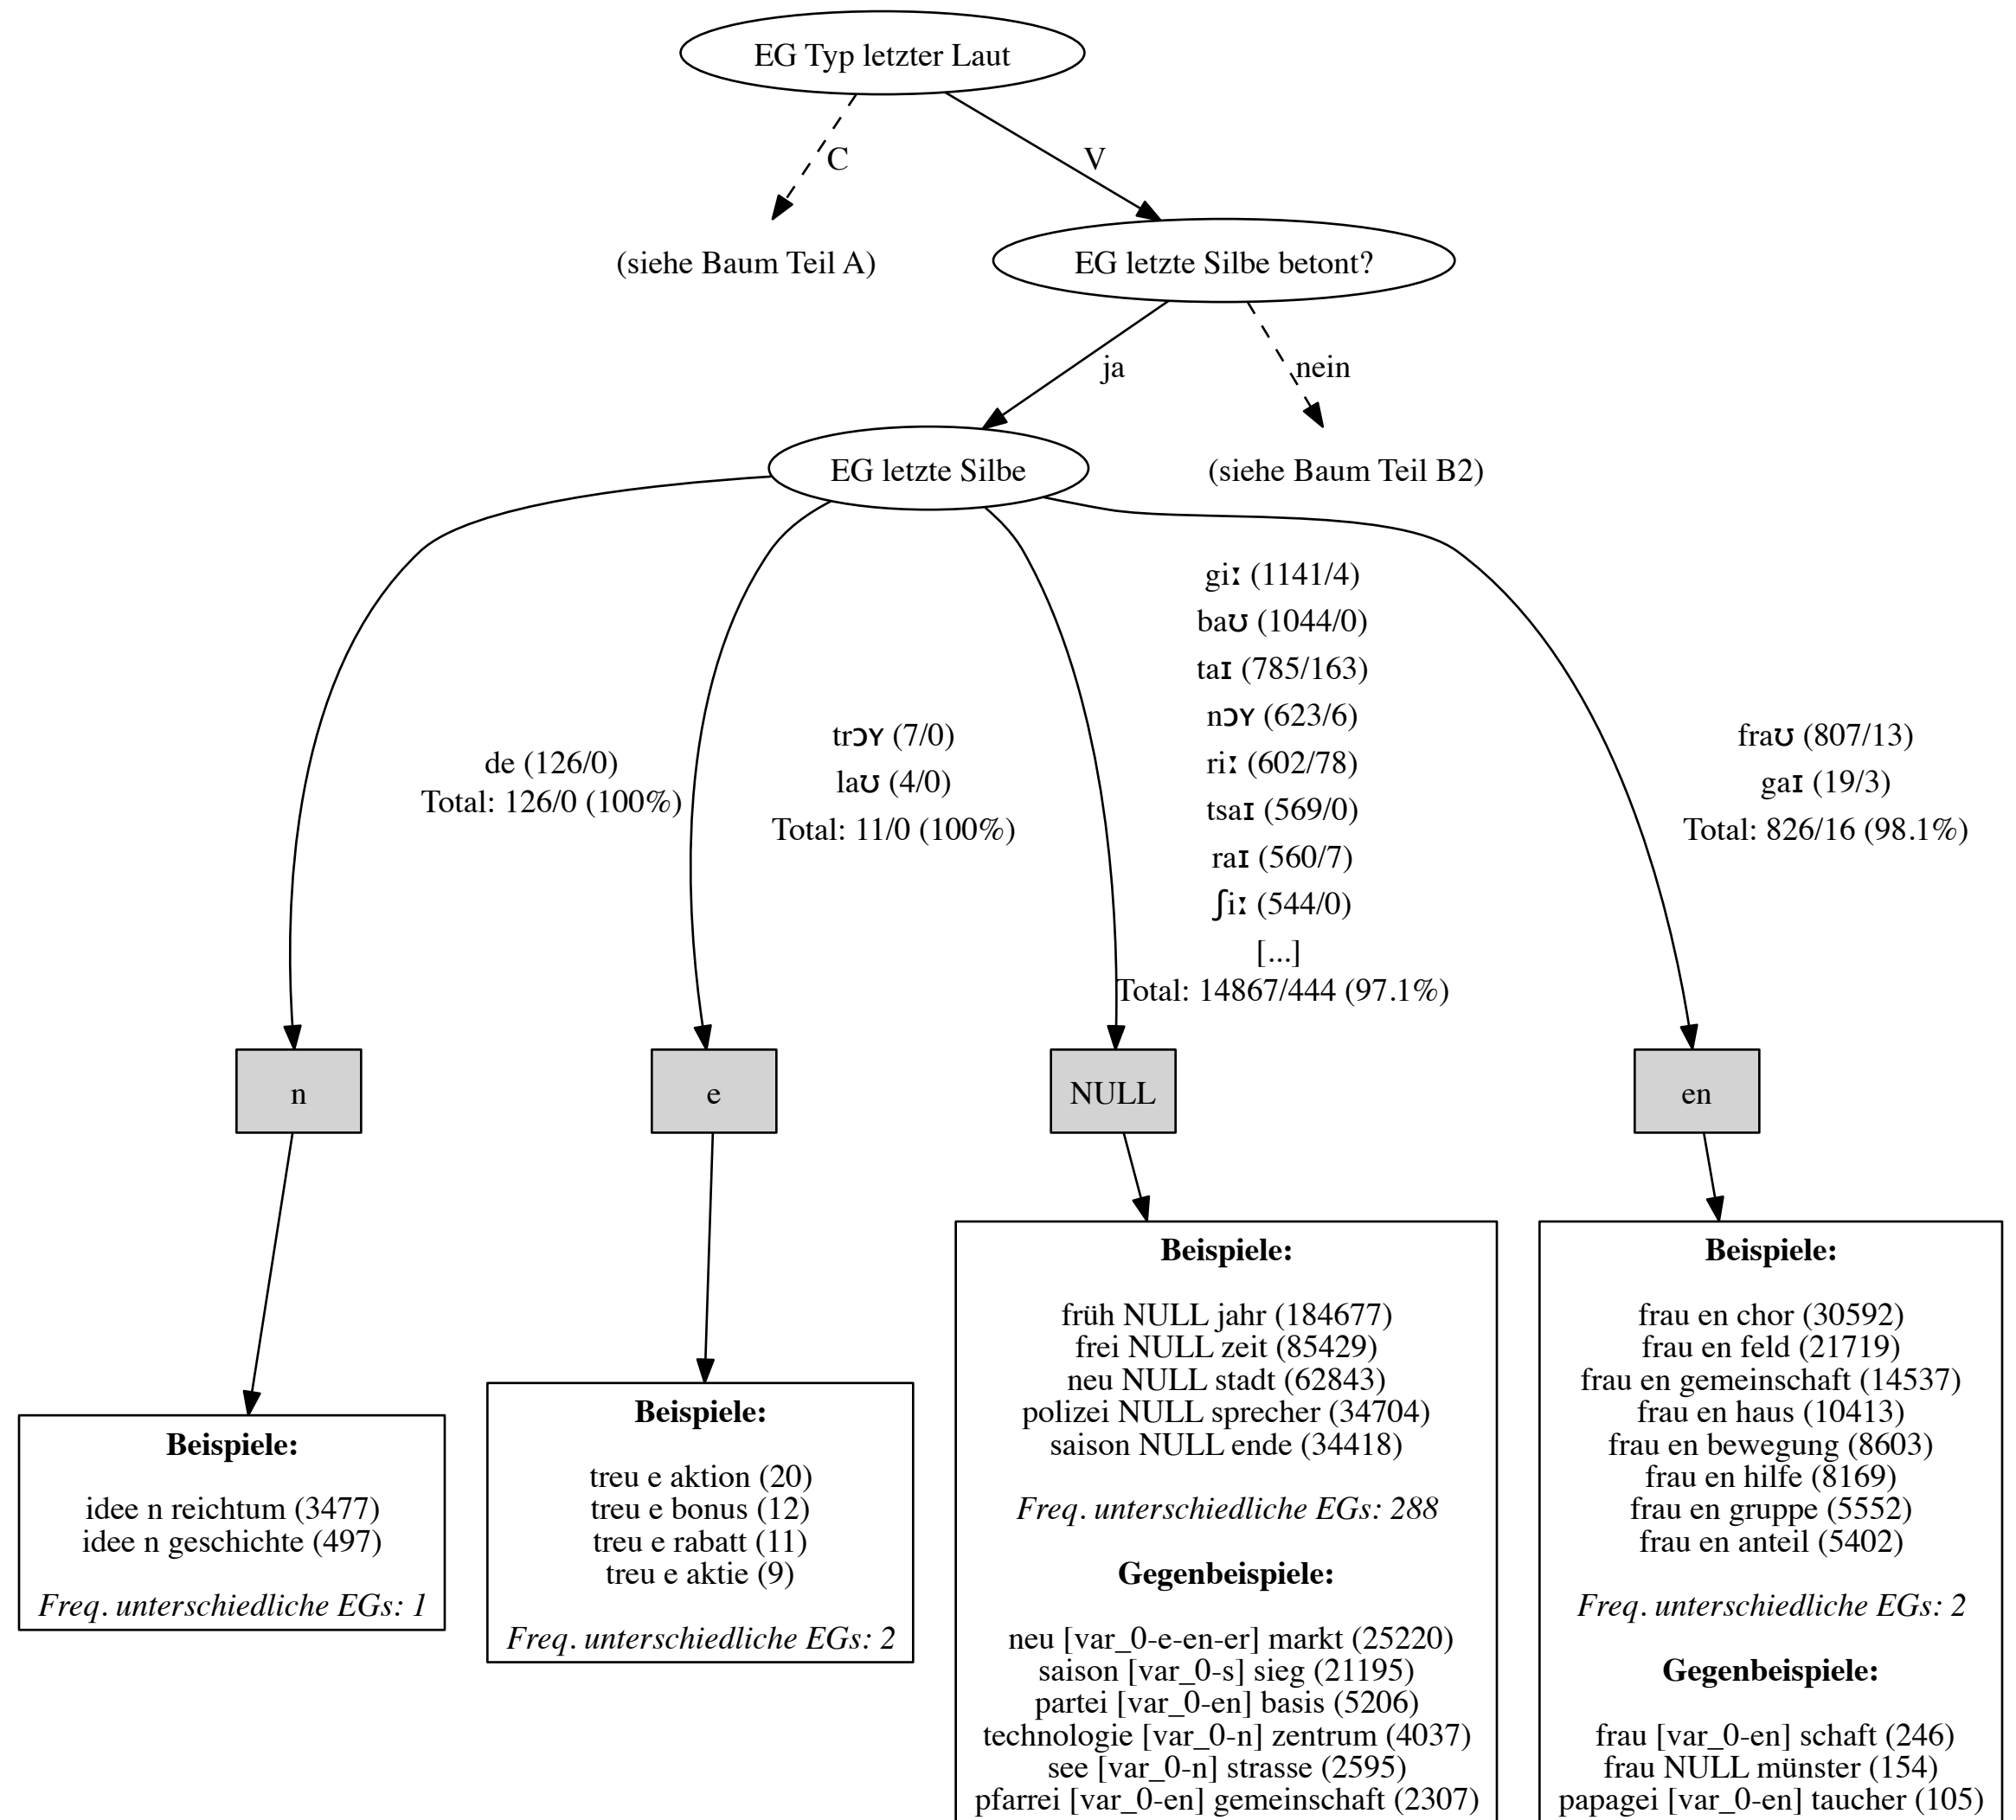 EG Typ letzter Laut
C
V
(siehe Baum Teil A)
EG letzte Silbe betont?
ja
nein
EG letzte Silbe
(siehe Baum Teil B2)
de (126/0)
Total: 126/0 (100%)
trɔʏ (7/0)
laʊ (4/0)
Total: 11/0 (100%)
giː (1141/4)
baʊ (1044/0)
taɪ (785/163)
nɔʏ (623/6)
riː (602/78)
tsaɪ (569/0)
raɪ (560/7)
ʃiː (544/0)
[...]
Total: 14867/444 (97.1%)
fraʊ (807/13)
gaɪ (19/3)
Total: 826/16 (98.1%)
n
e
NULL
en
Beispiele:
idee n reichtum (3477)
idee n geschichte (497)
Freq. unterschiedliche EGs: 1
Beispiele:
treu e aktion (20)
treu e bonus (12)
treu e rabatt (11)
treu e aktie (9)
Freq. unterschiedliche EGs: 2
Beispiele:
früh NULL jahr (184677)
frei NULL zeit (85429)
neu NULL stadt (62843)
polizei NULL sprecher (34704)
saison NULL ende (34418)
Freq. unterschiedliche EGs: 288
Gegenbeispiele:
neu [var_0-e-en-er] markt (25220)
saison [var_0-s] sieg (21195)
partei [var_0-en] basis (5206)
technologie [var_0-n] zentrum (4037)
see [var_0-n] strasse (2595)
pfarrei [var_0-en] gemeinschaft (2307)
Beispiele:
frau en chor (30592)
frau en feld (21719)
frau en gemeinschaft (14537)
frau en haus (10413)
frau en bewegung (8603)
frau en hilfe (8169)
frau en gruppe (5552)
frau en anteil (5402)
Freq. unterschiedliche EGs: 2
Gegenbeispiele:
frau [var_0-en] schaft (246)
frau NULL münster (154)
papagei [var_0-en] taucher (105)